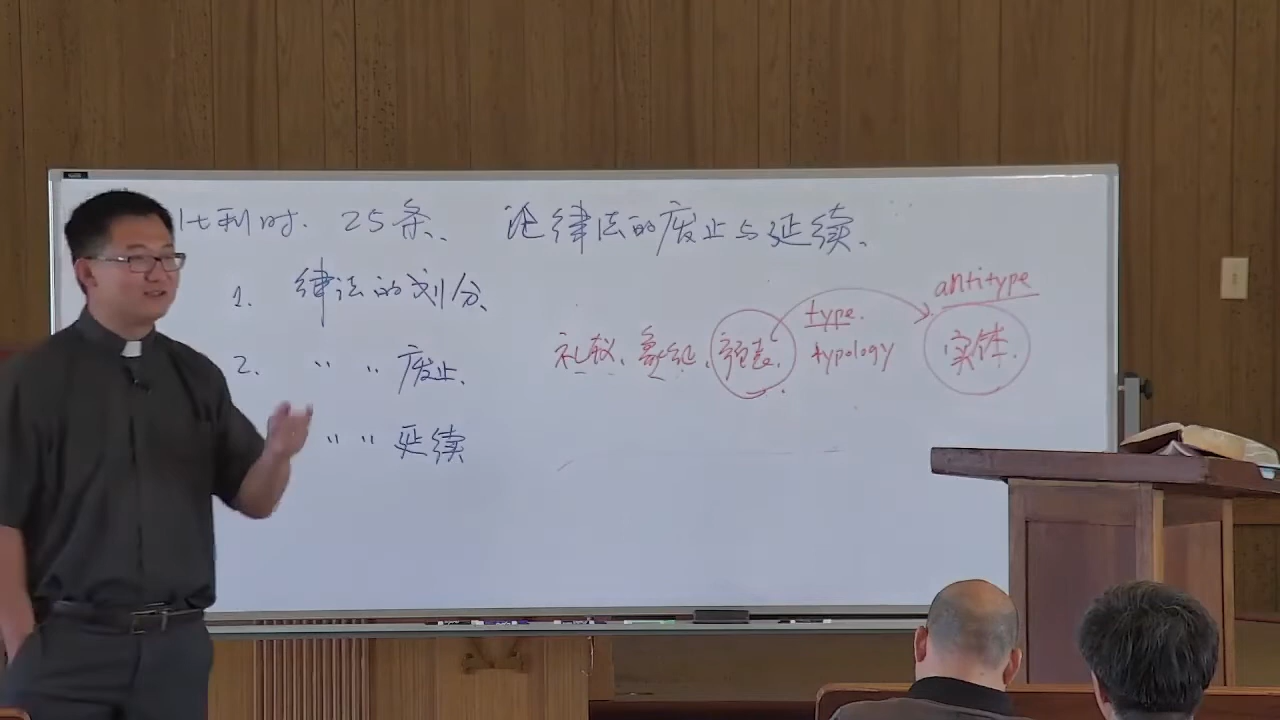 比利时、25条、 论律法的废止与延续、
1. 律法的划分、
2. 〃 〃 废止、
〃 〃 延续
antitype
type.
礼仪、象征、预表、 typology 实体、